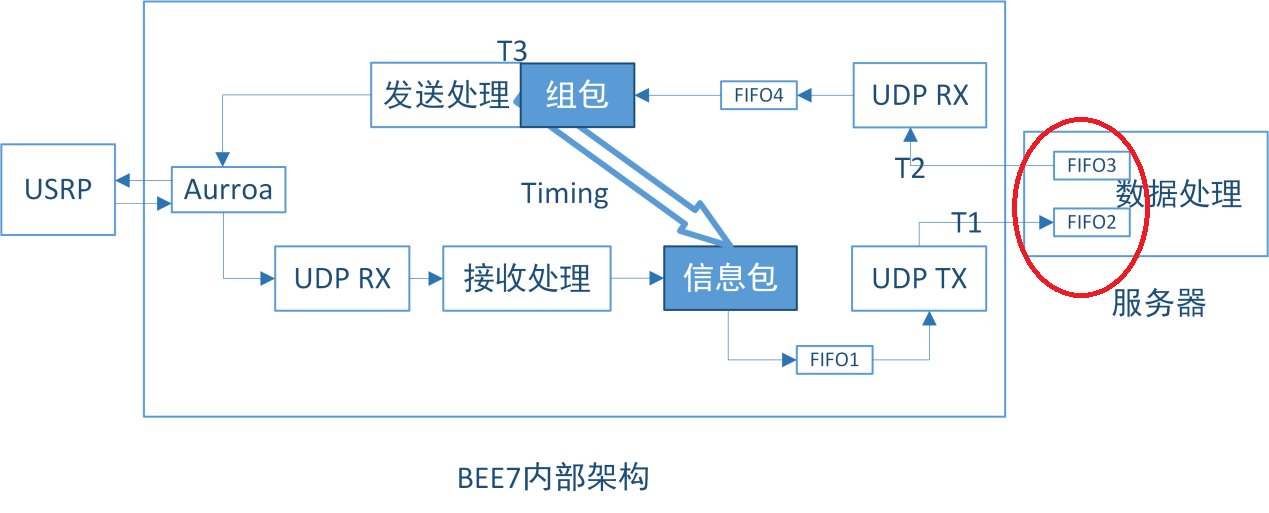 T3
发送处理
组包
FIFO4
UDP RX
USRP
Aurroa
Timing
T2
FIFO3
数据处理
FIFO2
T1
UDP RX
接收处理
信息包
UDP TX
服务器
FIFO1
BEE7内部架构